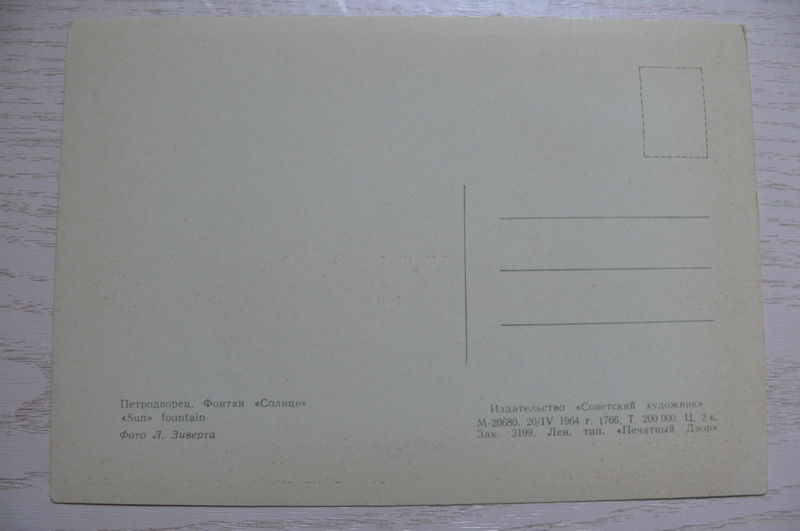 Петродворец. Фонтан «Солнце»
«Sun» fountain
Фото Л. Зиверта
Издательство «Советский художник»
М-20680. 20/IV 1964 г. 1766. Т. 200 000. Ц. 2 к.
Зак. 3199. Лен. тип. «Печатный Двор»